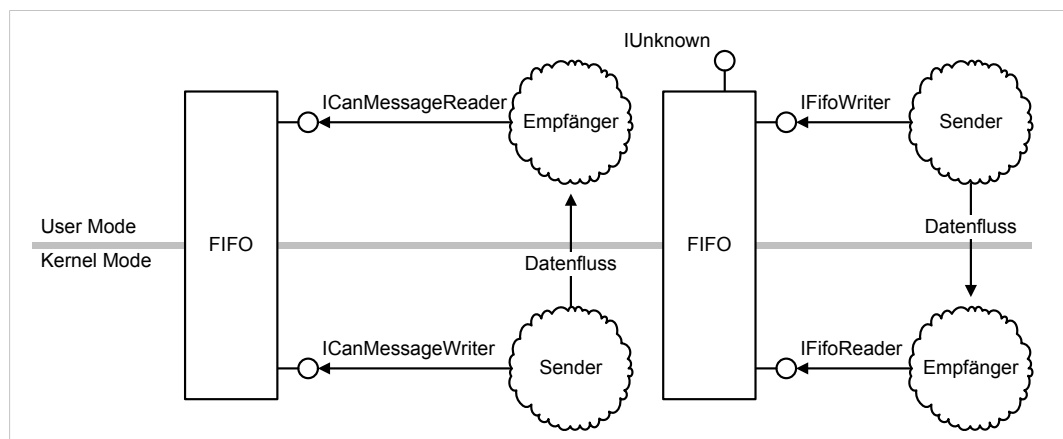 IUnknown
ICanMessageReader
Empfänger
IFifoWriter
Sender
User Mode
FIFO
FIFO
Datenfluss
Kernel Mode
Datenfluss
ICanMessageWriter
Sender
IFifoReader
Empfänger